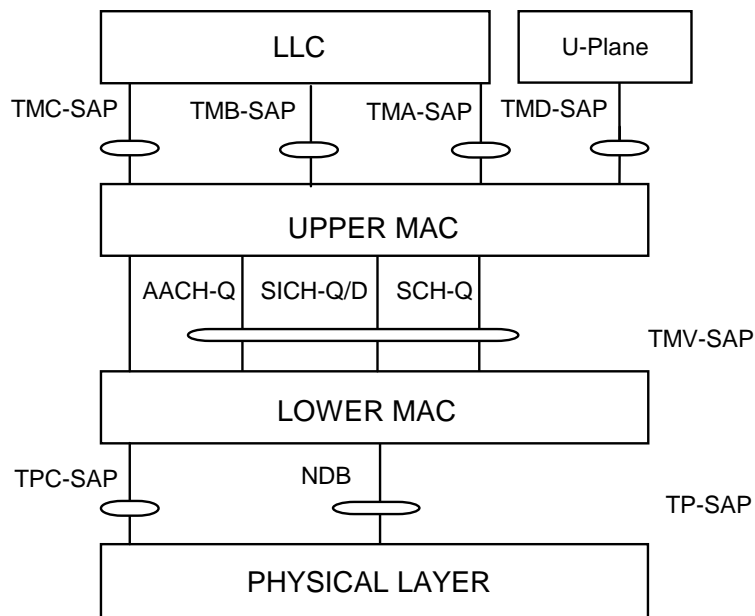 LLC
U-Plane
TMC-SAP
TMB-SAP
TMA-SAP
TMD-SAP
UPPER MAC
AACH-Q
SICH-Q/D
SCH-Q
TMV-SAP
LOWER MAC
TPC-SAP
NDB
TP-SAP
PHYSICAL LAYER